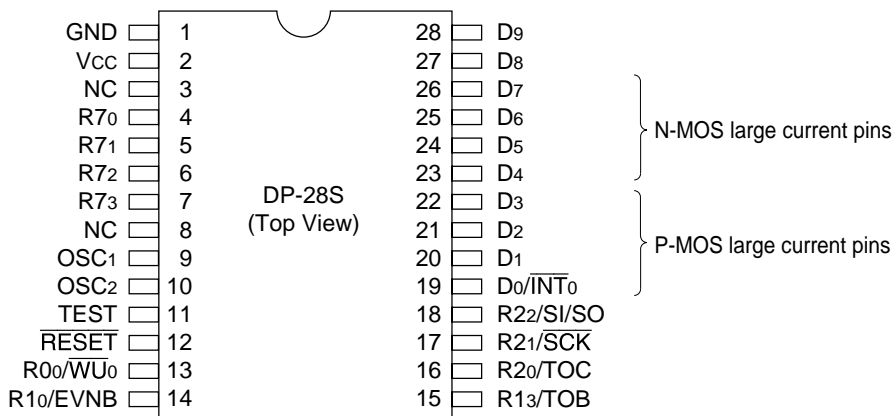 GND 1 28 D9
VCC 2 27 D8
NC 3 26 D7
R70 4 25 D6
R71 5 24 D5
R72 6 23 D4
R73 7 22 D3
NC 8 21 D2
OSC1 9 20 D1
OSC2 10 19 D0/INT0
TEST 11 18 R22/SI/SO
RESET 12 17 R21/SCK
R00/WU0 13 16 R20/TOC
R10/EVNB 14 15 R13/TOB
DP-28S
(Top View)
N-MOS large current pins
P-MOS large current pins